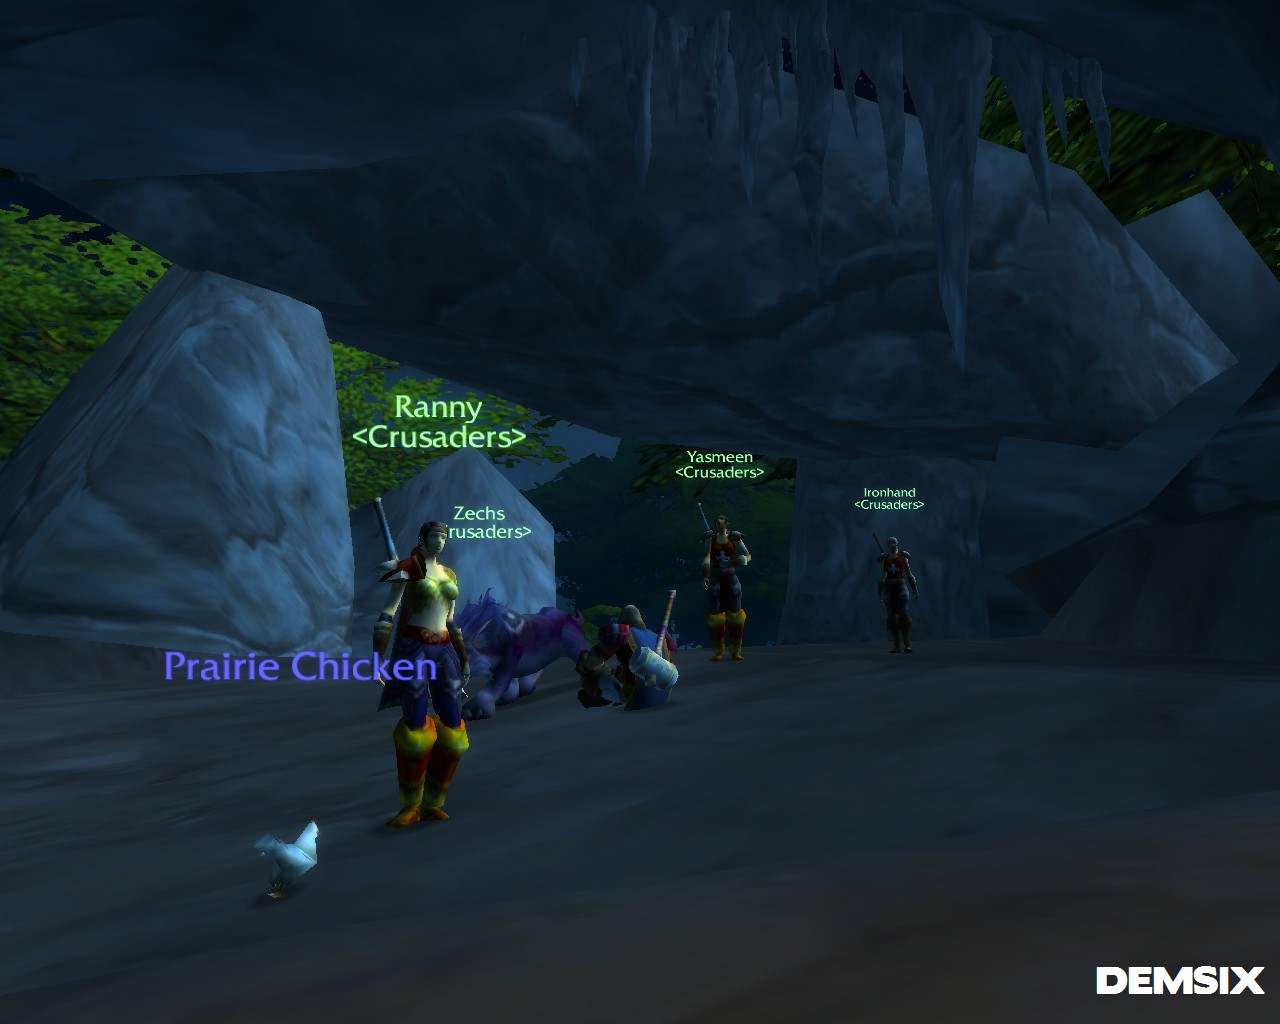 Ranny
<Crusaders>
Yasmeen
<Crusaders>
Ironhand
<Crusaders>
Zechs
rusaders>
Prairie Chicken
DEMSIX